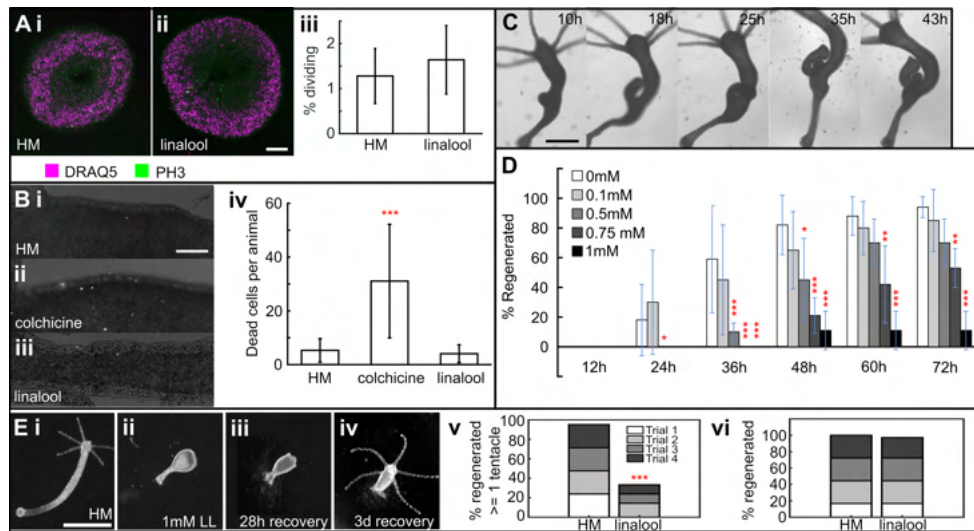 A i
ii
iii
HM
linalool
% dividing
2
1
0
HM
linalool
DRAQ5
PH3
B i
HM
ii
colchicine
iii
linalool
iv
Dead cells per animal
60
40
20
0
***
HM
colchicine
linalool
C
10h
18h
25h
35h
43h
D
% Regenerated
100
80
60
40
20
0
0mM
0.1mM
0.5mM
0.75 mM
1mM
*
***
***
***
*
***
***
**
***
**
***
12h
24h
36h
48h
60h
72h
E i
HM
ii
1mM LL
iii
28h recovery
iv
3d recovery
v
% regenerated
>= 1 tentacle
100
80
60
40
20
0
Trial 1
Trial 2
Trial 3
Trial 4
***
HM
linalool
vi
% regenerated
100
80
60
40
20
0
HM
linalool